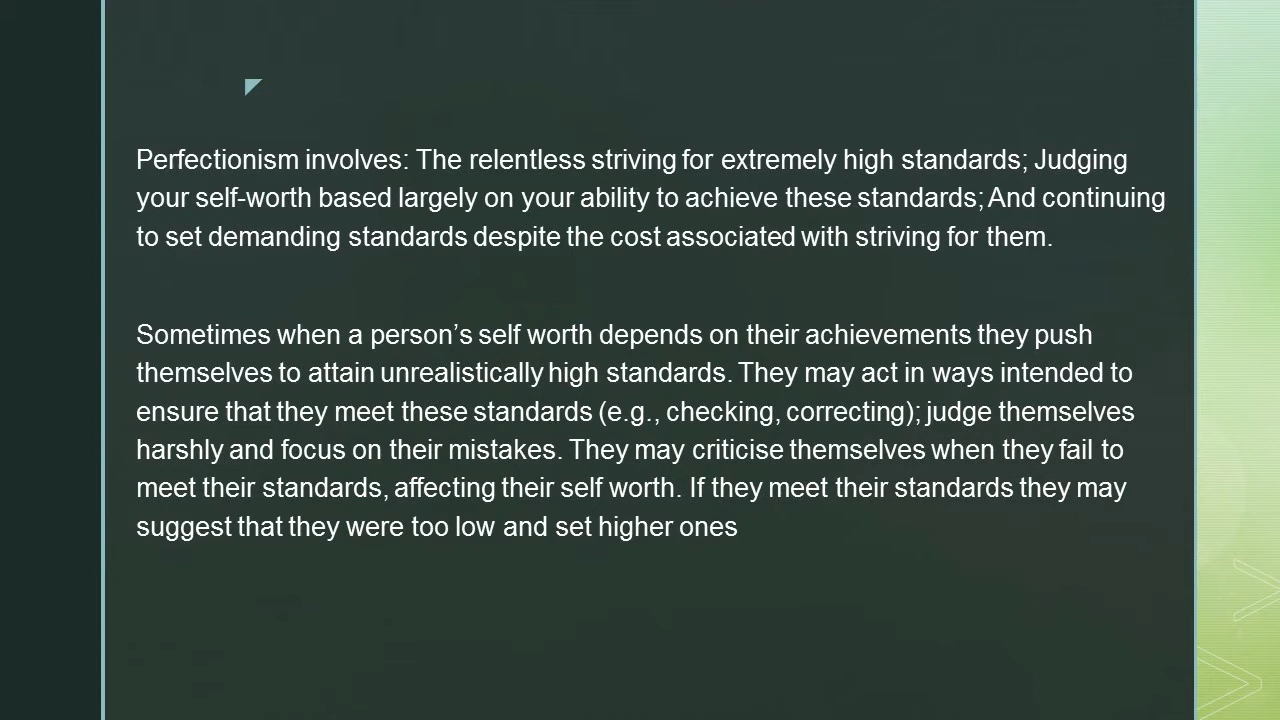 Perfectionism involves: The relentless striving for extremely high standards; Judging
your self-worth based largely on your ability to achieve these standards; And continuing
to set demanding standards despite the cost associated with striving for them.
Sometimes when a person’s self worth depends on their achievements they push
themselves to attain unrealistically high standards. They may act in ways intended to
ensure that they meet these standards (e.g., checking, correcting); judge themselves
harshly and focus on their mistakes. They may criticise themselves when they fail to
meet their standards, affecting their self worth. If they meet their standards they may
suggest that they were too low and set higher ones